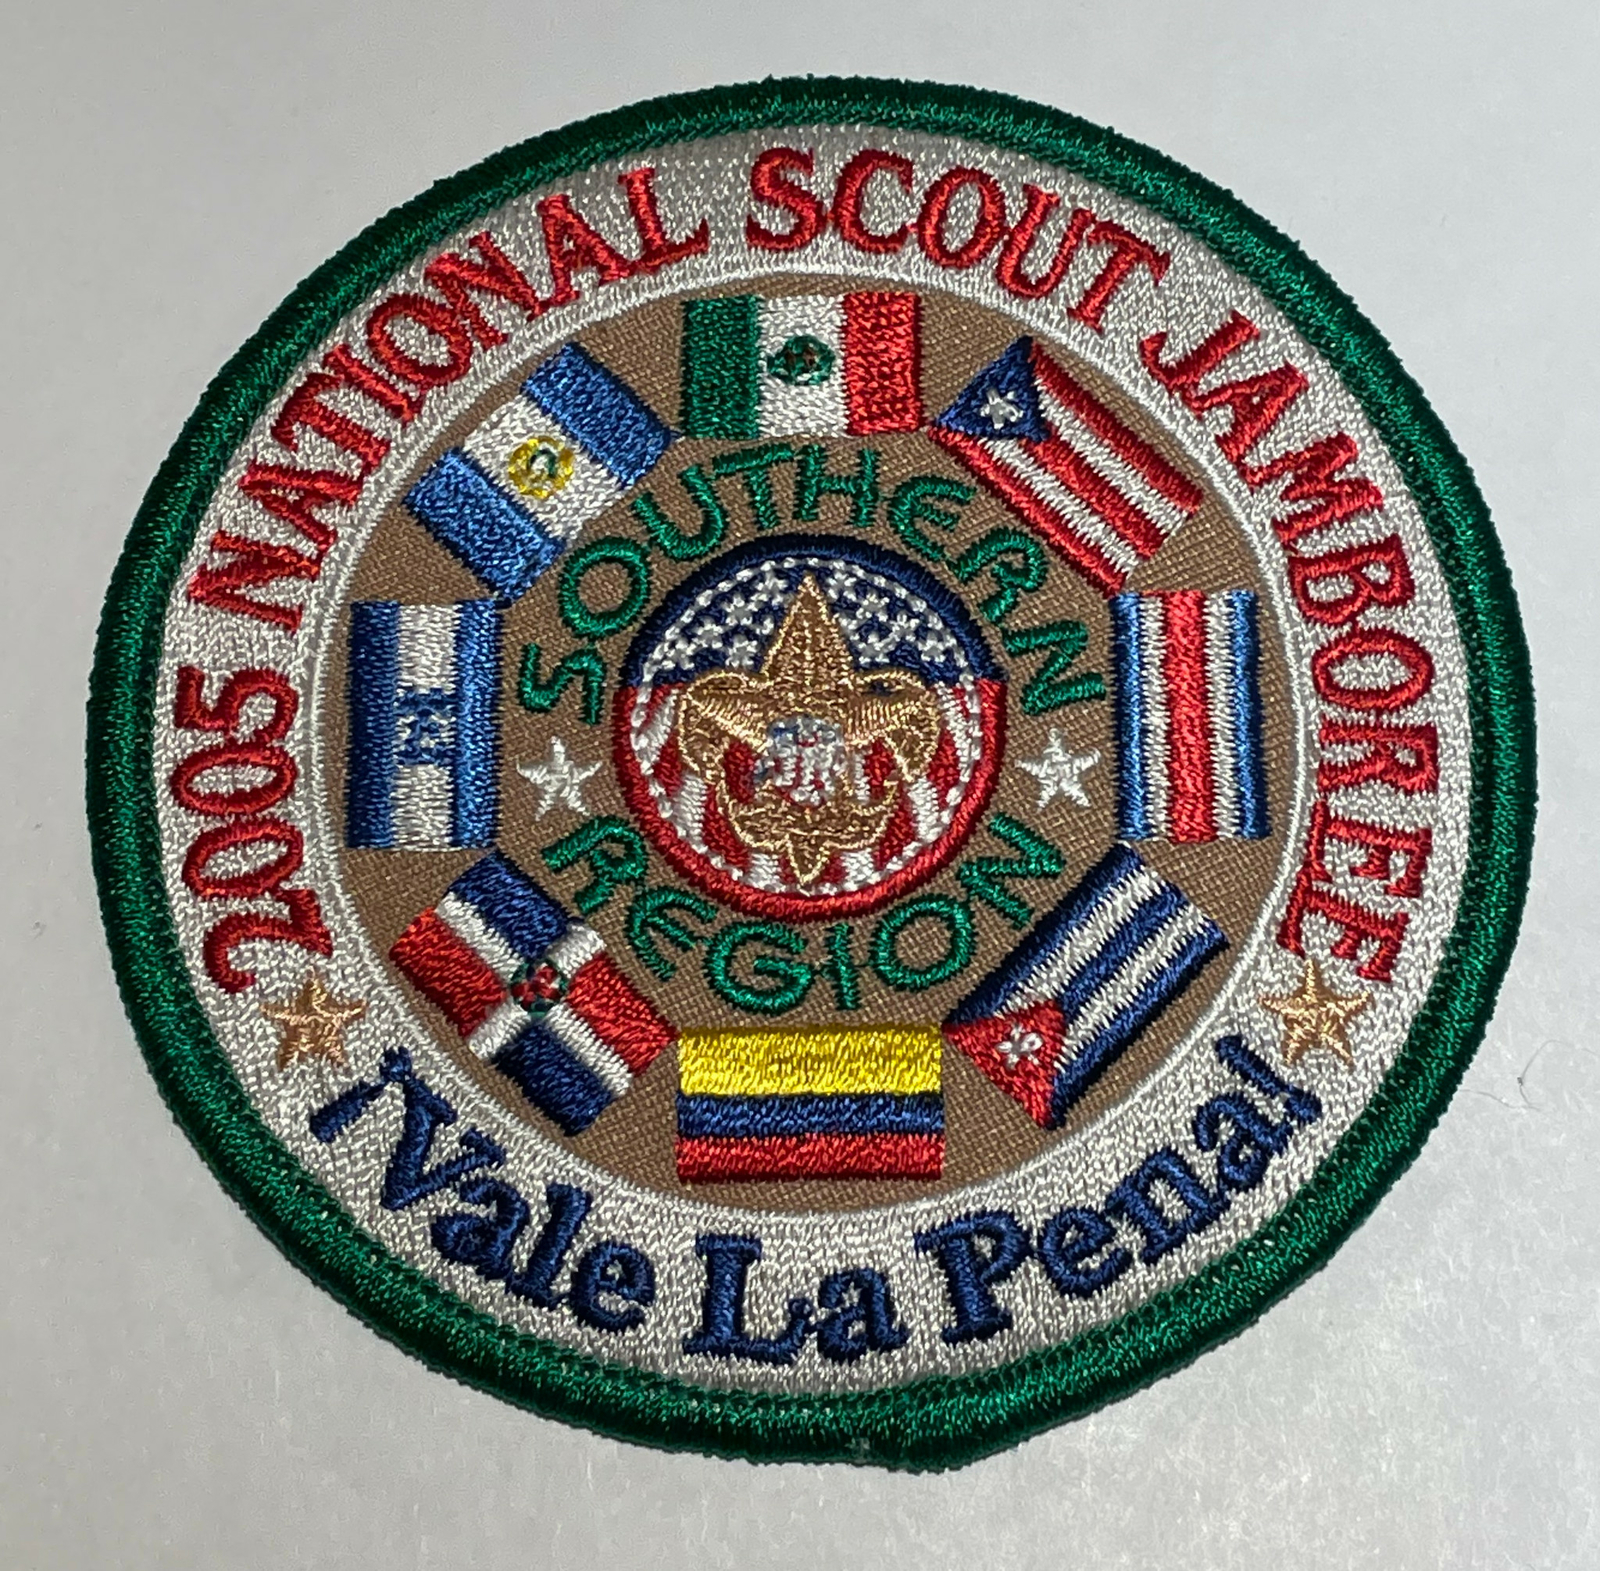 2005 NATIONAL SCOUT JAMBOREE
SOUTHERN
REGION
¡Vale La Pena!